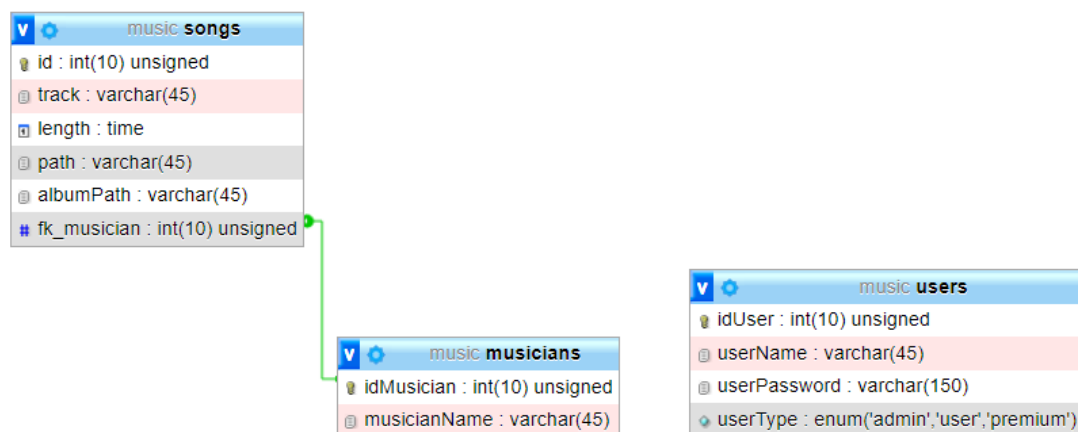 v music songs
id : int(10) unsigned
track : varchar(45)
length : time
path : varchar(45)
albumPath : varchar(45)
# fk_musician : int(10) unsigned
v music musicians
idMusician : int(10) unsigned
musicianName : varchar(45)
v music users
idUser : int(10) unsigned
userName : varchar(45)
userPassword : varchar(150)
userType : enum('admin','user','premium')